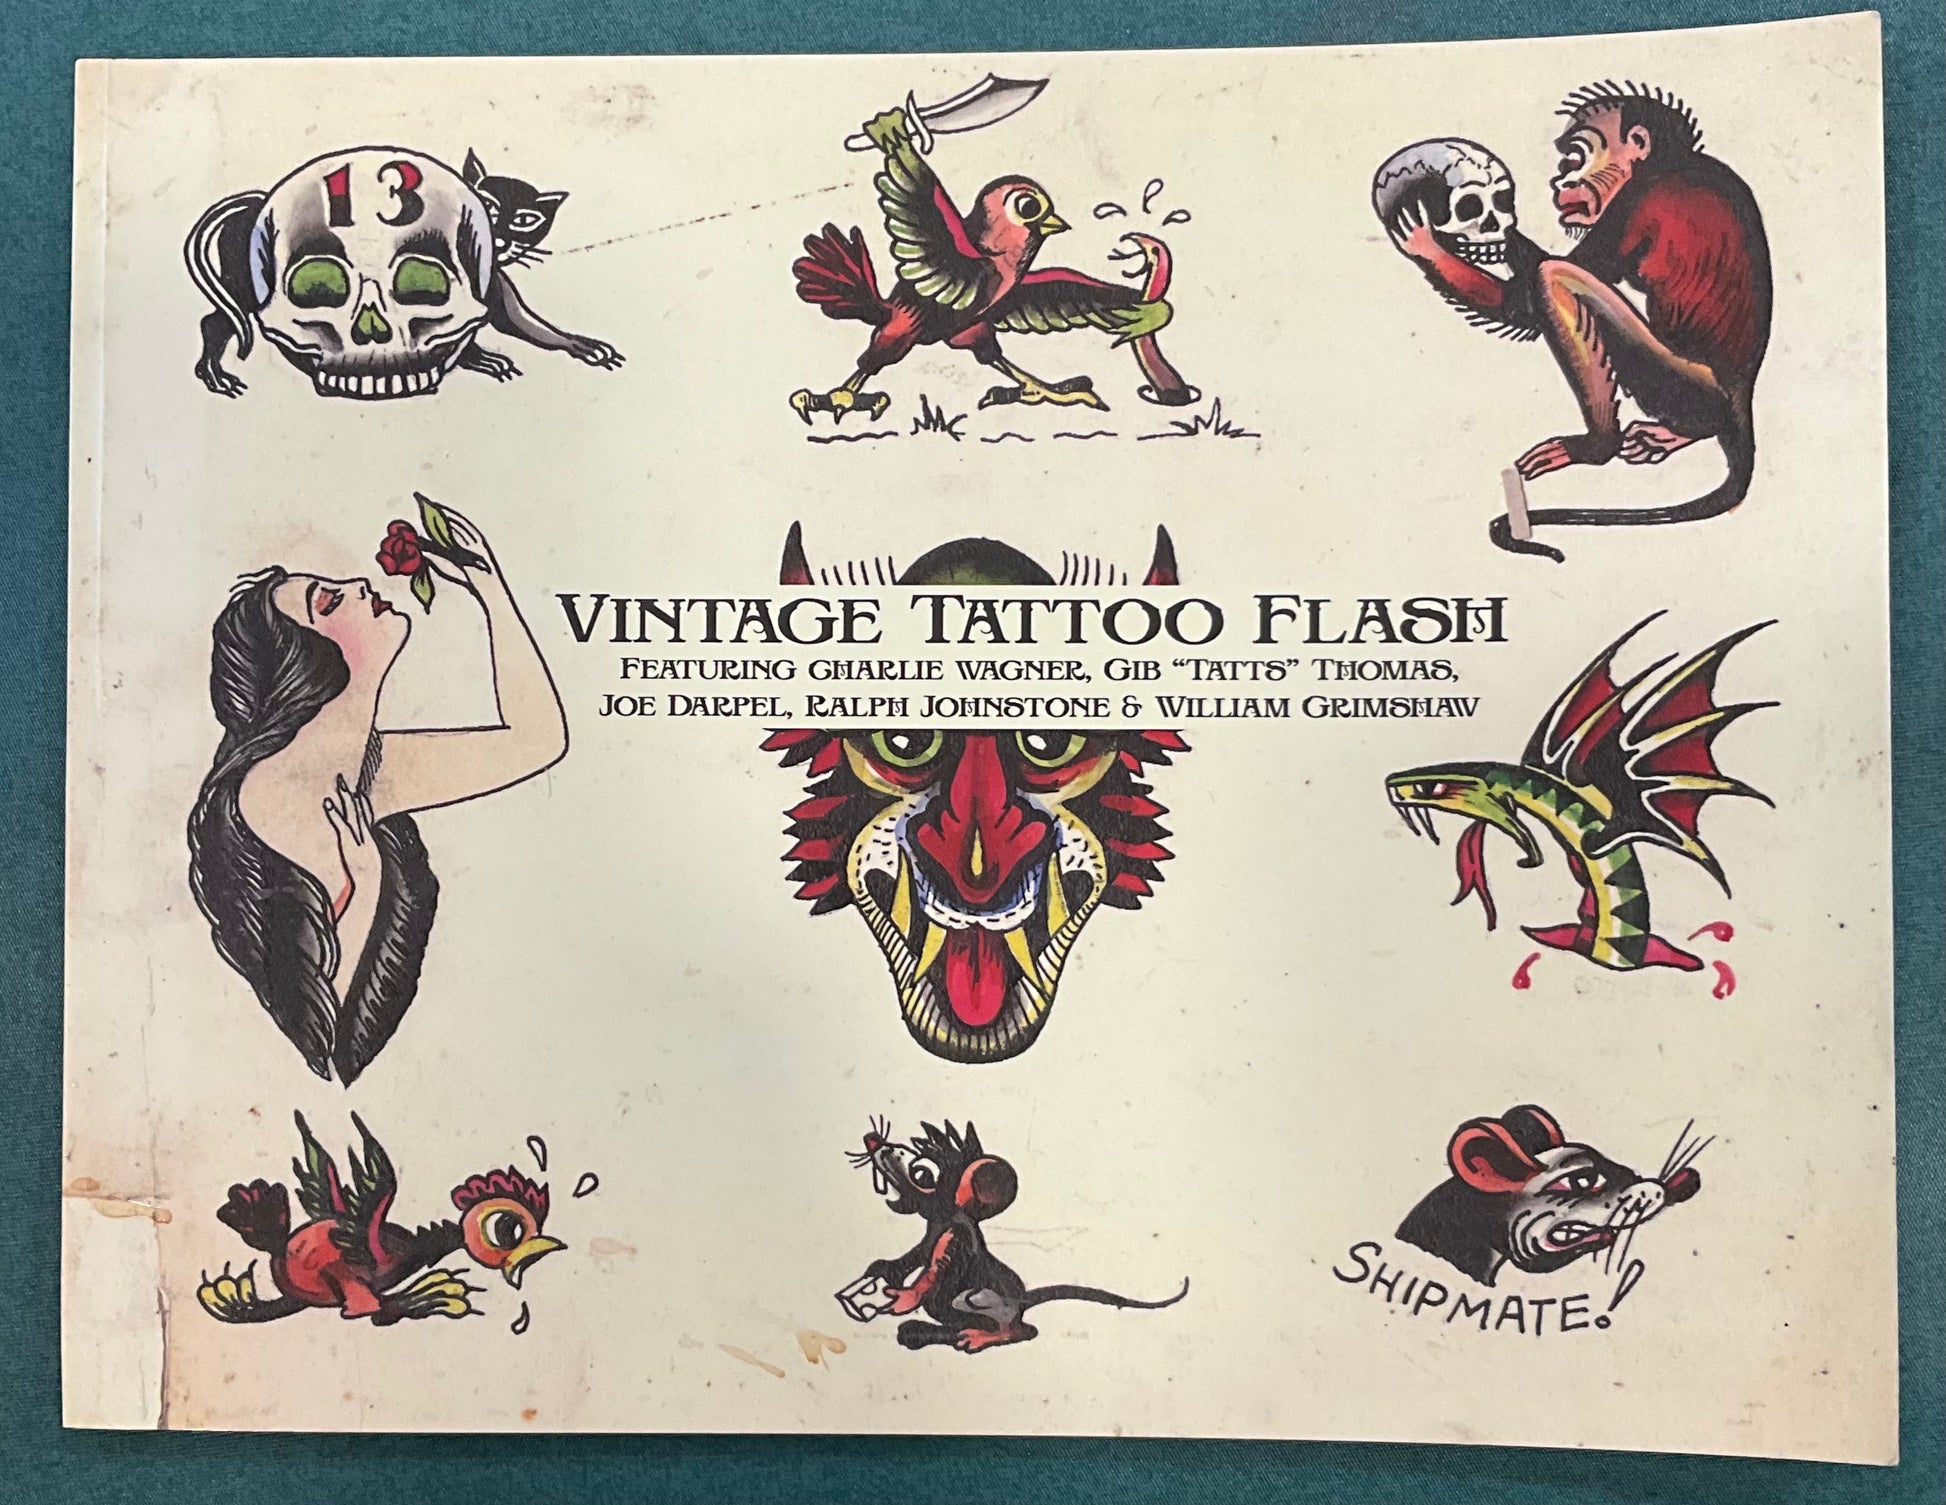 13
VINTAGE TATTOO FLASH
FEATURING CHARLIE WAGNER, GIB “TATTS” THOMAS,
JOE DARPEL, RALPH JOHNSTONE & WILLIAM GRIMSHAW
SHIPMATE!